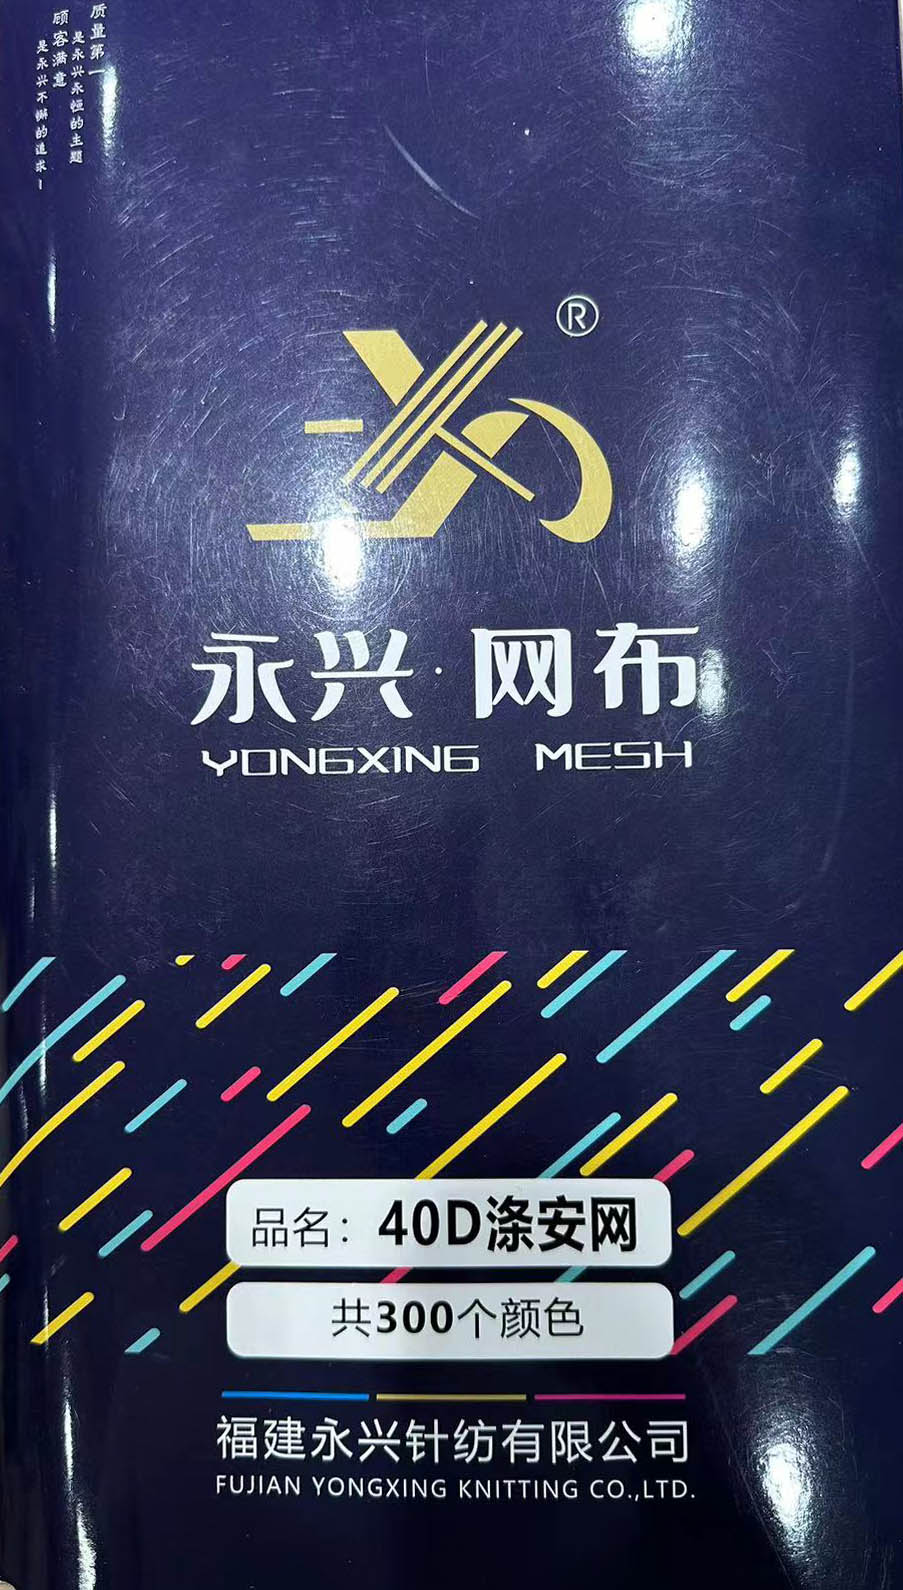 质量第一
是永兴永恒的主题
顾客满意
是永兴不懈的追求!
®
永兴·网布
YONGXING MESH
品名：40D涤安网
共300个颜色
福建永兴针纺有限公司
FUJIAN YONGXING KNITTING CO.,LTD.